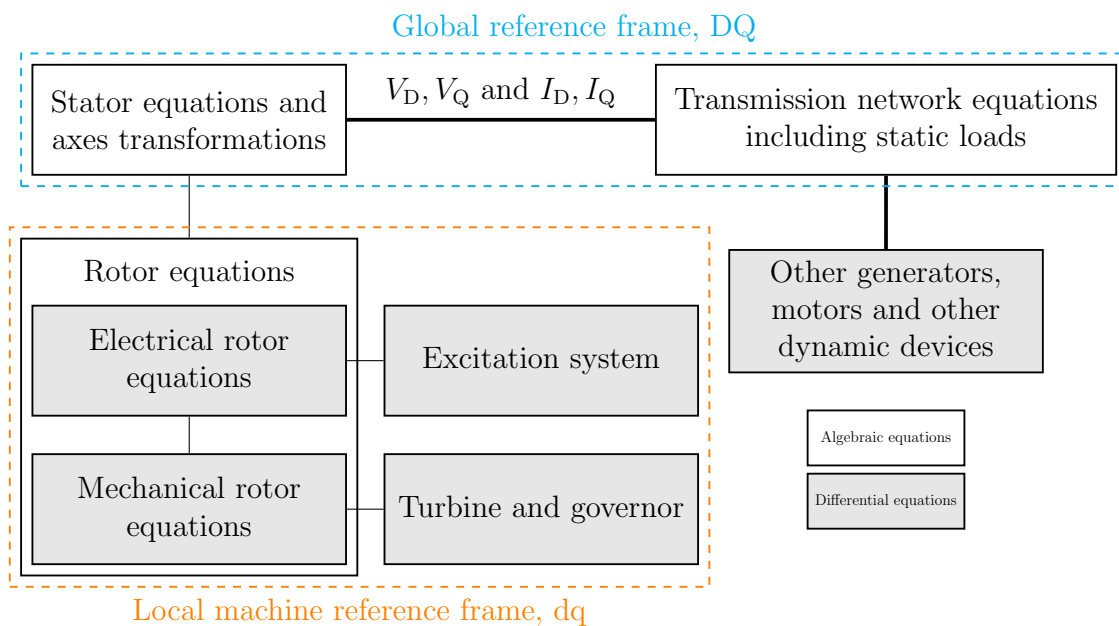 Global reference frame, DQ
Stator equations and
axes transformations
V_D, V_Q and I_D, I_Q
Transmission network equations
including static loads
Rotor equations
Electrical rotor
equations
Excitation system
Mechanical rotor
equations
Turbine and governor
Local machine reference frame, dq
Other generators,
motors and other
dynamic devices
Algebraic equations
Differential equations